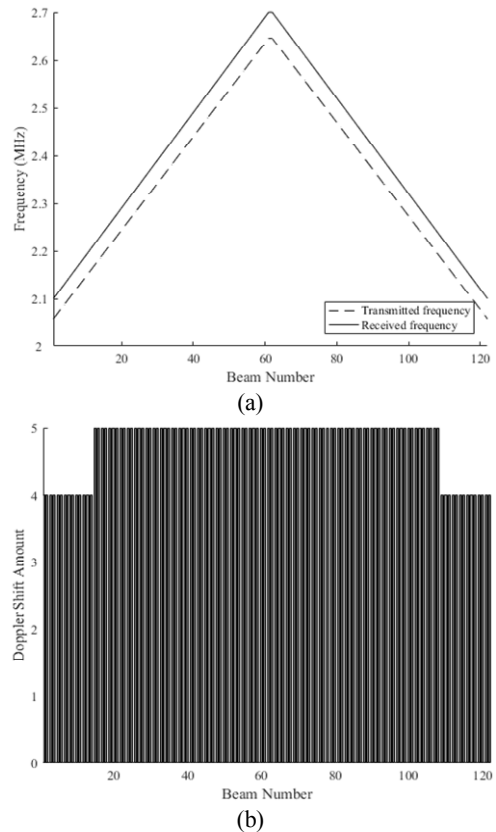 2.7
2.6
2.5
2.4
2.3
2.2
2.1
2
Frequency (MHz)
Transmitted frequency
Received frequency
20 40 60 80 100 120
Beam Number
(a)
5
4
3
2
1
0
Doppler Shift Amount
20 40 60 80 100 120
Beam Number
(b)